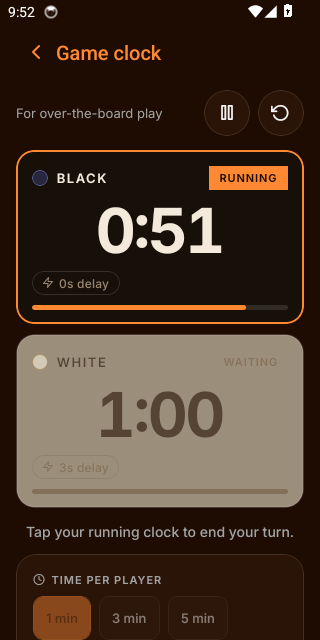 9:52
Game clock
For over-the-board play
BLACK
RUNNING
0:51
0s delay
WHITE
WAITING
1:00
3s delay
Tap your running clock to end your turn.
TIME PER PLAYER
1 min
3 min
5 min